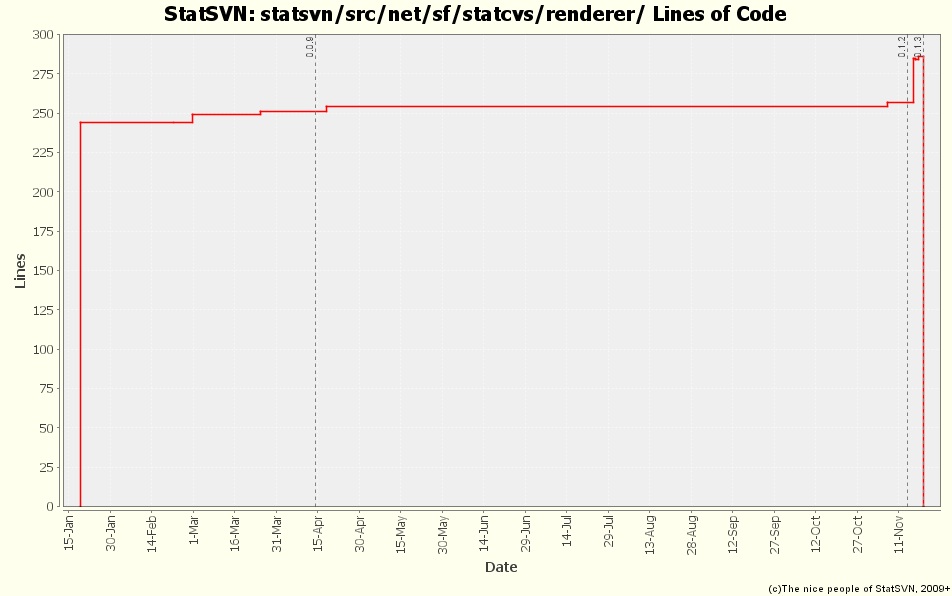 StatSVN: statsvn/src/net/sf/statcvs/renderer/ Lines of Code
300
275
250
225
200
175
150
125
100
75
50
25
0
Lines
0.0.9
0.1.2
0.1.3
15-Jan
30-Jan
14-Feb
1-Mar
16-Mar
31-Mar
15-Apr
30-Apr
15-May
30-May
14-Jun
29-Jun
14-Jul
29-Jul
13-Aug
28-Aug
12-Sep
27-Sep
12-Oct
27-Oct
11-Nov
Date
(c)The nice people of StatSVN, 2009+